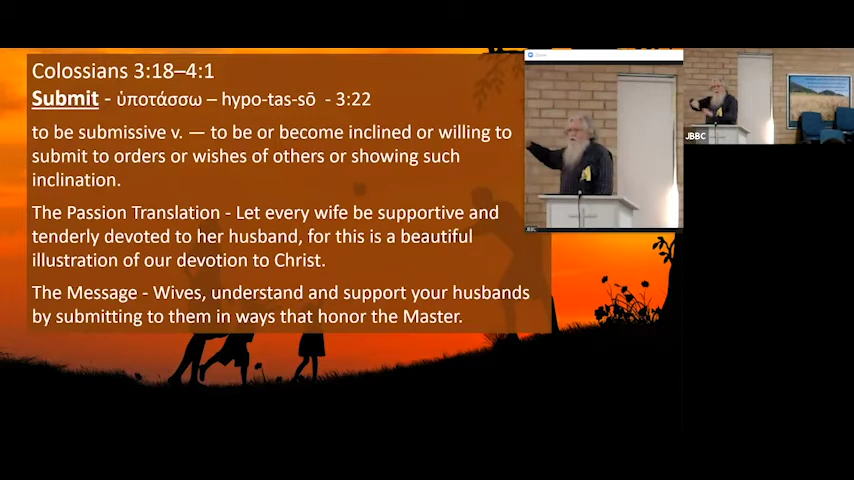 Colossians 3:18–4:1
Submit - ὑποτάσσω – hypo-tas-sō - 3:22
to be submissive v. — to be or become inclined or willing to
submit to orders or wishes of others or showing such
inclination.
The Passion Translation - Let every wife be supportive and
tenderly devoted to her husband, for this is a beautiful
illustration of our devotion to Christ.
The Message - Wives, understand and support your husbands
by submitting to them in ways that honor the Master.
JBBC